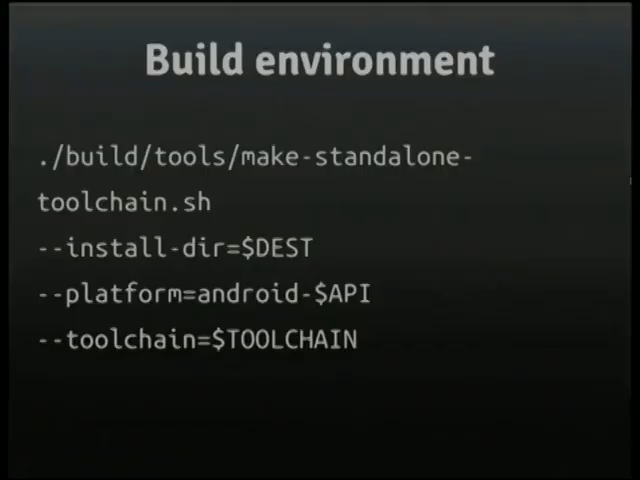 Build environment
./build/tools/make-standalone-
toolchain.sh
--install-dir=$DEST
--platform=android-$API
--toolchain=$TOOLCHAIN